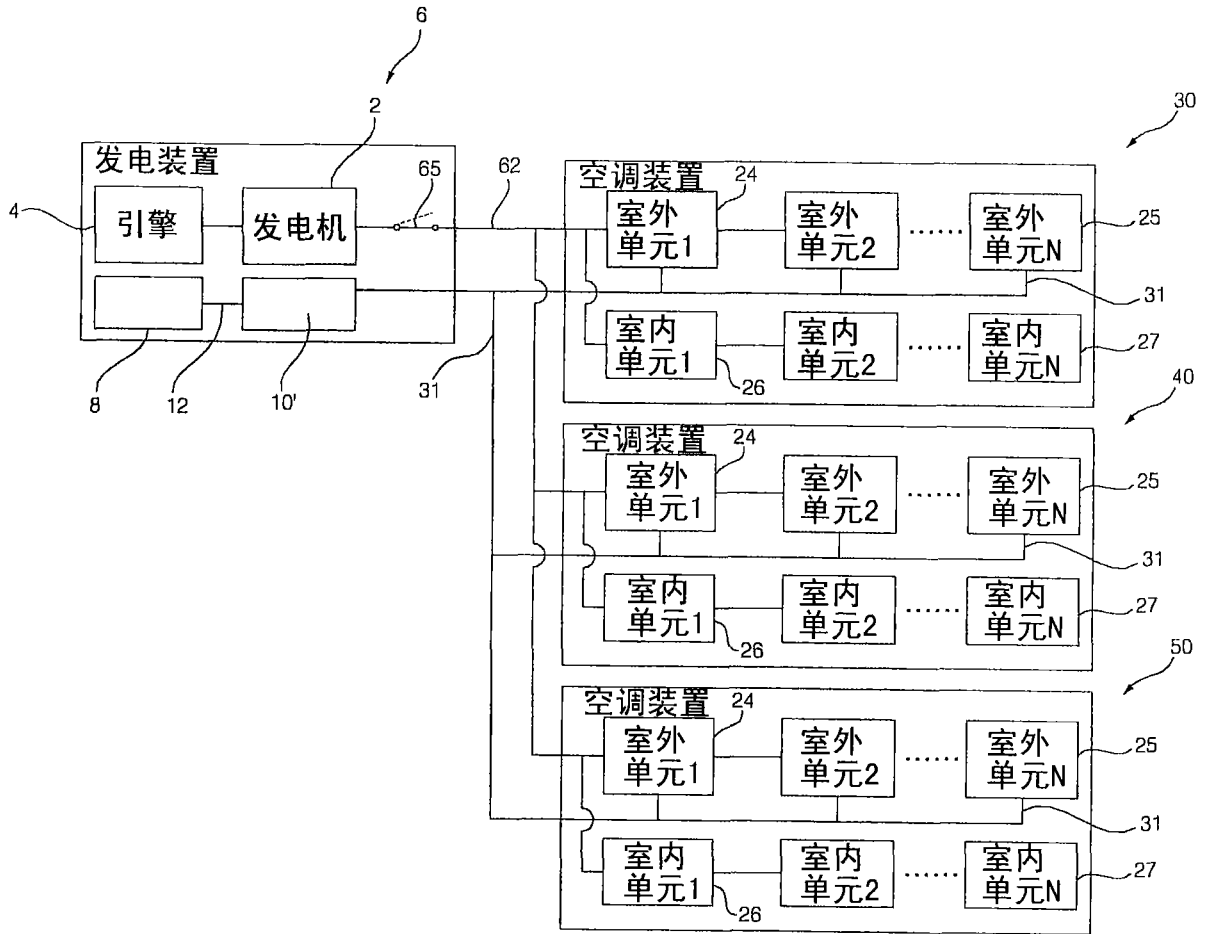 6
2
30
发电装置
65
62
空调装置
24
4
引擎
发电机
室外
单元1
室外
单元2
······
室外
单元N
25
31
室内
单元1
室内
单元2
······
室内
单元N
27
8
12
10'
31
26
40
空调装置
24
室外
单元1
室外
单元2
······
室外
单元N
25
31
室内
单元1
室内
单元2
······
室内
单元N
27
26
50
空调装置
24
室外
单元1
室外
单元2
······
室外
单元N
25
31
室内
单元1
室内
单元2
······
室内
单元N
27
26